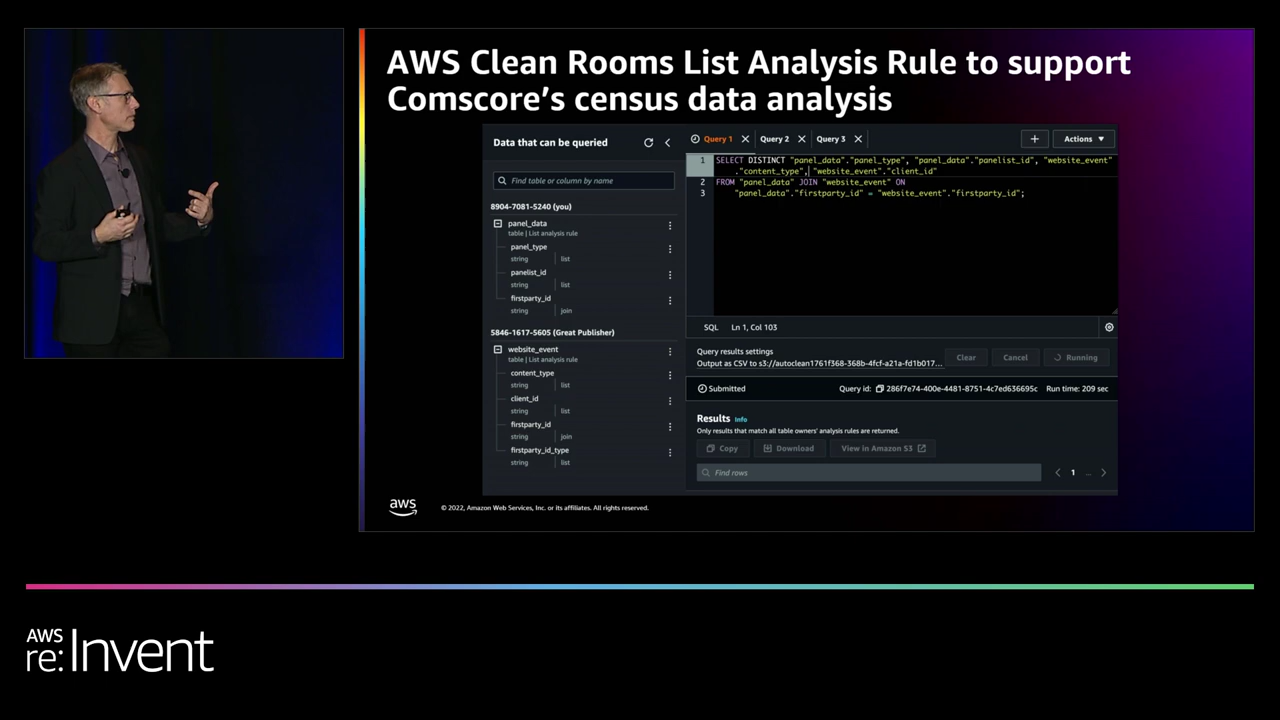 AWS Clean Rooms List Analysis Rule to support
Comscore's census data analysis
Data that can be queried
Find table or column by name
8904-7081-5240 (you)
panel_data
table | List analysis rule
panel_type
string | list
panelist_id
string | list
firstparty_id
string | join
5846-1617-5605 (Great Publisher)
website_event
table | List analysis rule
content_type
string | list
client_id
string | list
firstparty_id
string | join
firstparty_id_type
string | list
Query 1 Query 2 Query 3 + Actions
1 SELECT DISTINCT "panel_data"."panel_type", "panel_data"."panelist_id", "website_event"
."content_type", "website_event"."client_id"
2 FROM "panel_data" JOIN "website_event" ON
3 "panel_data"."firstparty_id" = "website_event"."firstparty_id";
SQL Ln 1, Col 103
Query results settings
Output as CSV to s3://autoclean1761f368-368b-4fcf-a21a-fd1b017... Clear Cancel Running
Submitted Query id: 286f7e74-400e-4481-8751-4c7ed636695c Run time: 209 sec
Results Info
Only results that match all table owners' analysis rules are returned.
Copy Download View in Amazon S3
Find rows 1 ...
aws © 2022, Amazon Web Services, Inc. or its affiliates. All rights reserved.
AWS
re:Invent